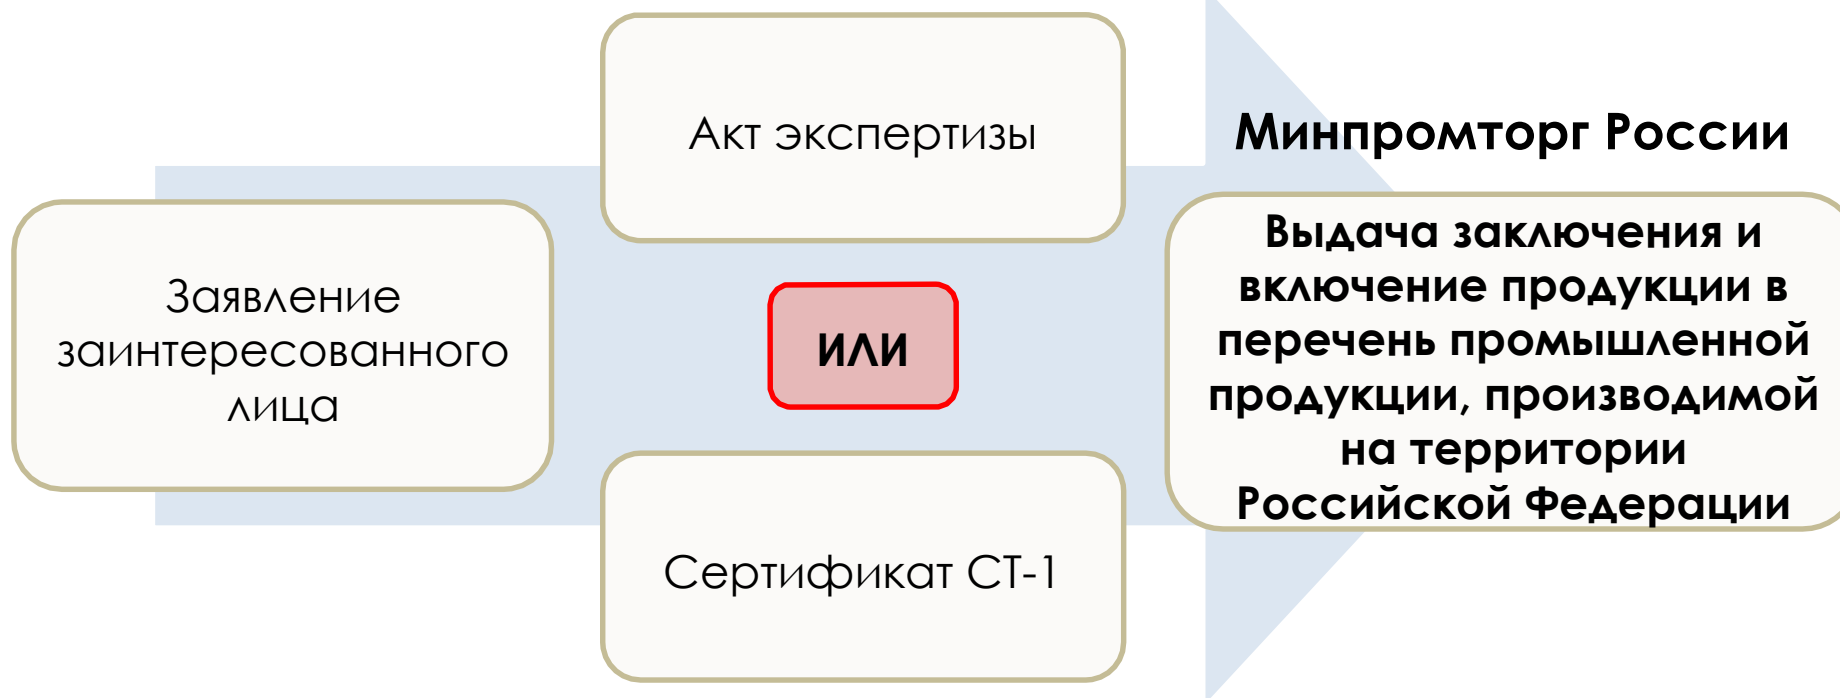 Заявление
заинтересованного
лица
Акт экспертизы
ИЛИ
Сертификат СТ-1
Минпромторг России
Выдача заключения и
включение продукции в
перечень промышленной
продукции, производимой
на территории
Российской Федерации